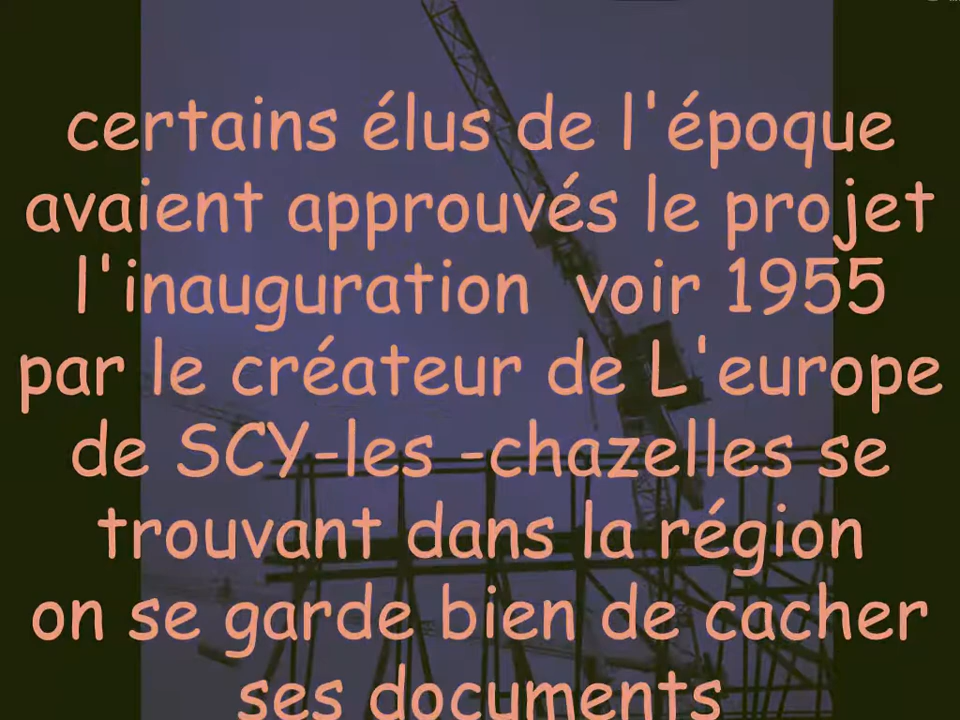 certains élus de l'époque
avaient approuvés le projet
l'inauguration  voir 1955
par le créateur de L'europe
de SCY-les -chazelles se
trouvant dans la région
on se garde bien de cacher
ses documents